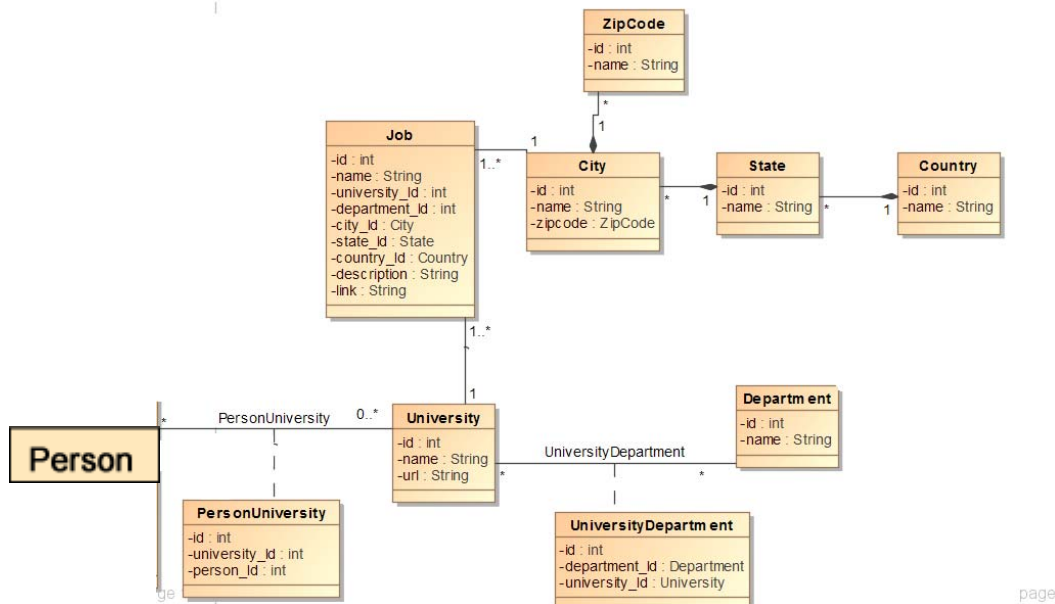 ZipCode
-id : int
-name : String
*
1
Job
-id : int
-name : String
-university_Id : int
-department_Id : int
-city_Id : City
-state_Id : State
-country_Id : Country
-description : String
-link : String
1
1..*
City
-id : int
-name : String
-zipcode : ZipCode
*
1
State
-id : int
-name : String
*
1
Country
-id : int
-name : String
1..*
1
Person
*
PersonUniversity
0..*
University
-id : int
-name : String
-url : String
*
UniversityDepartment
*
Department
-id : int
-name : String
PersonUniversity
-id : int
-university_Id : int
-person_Id : int
UniversityDepartment
-id : int
-department_Id : Department
-university_Id : University
ge
page